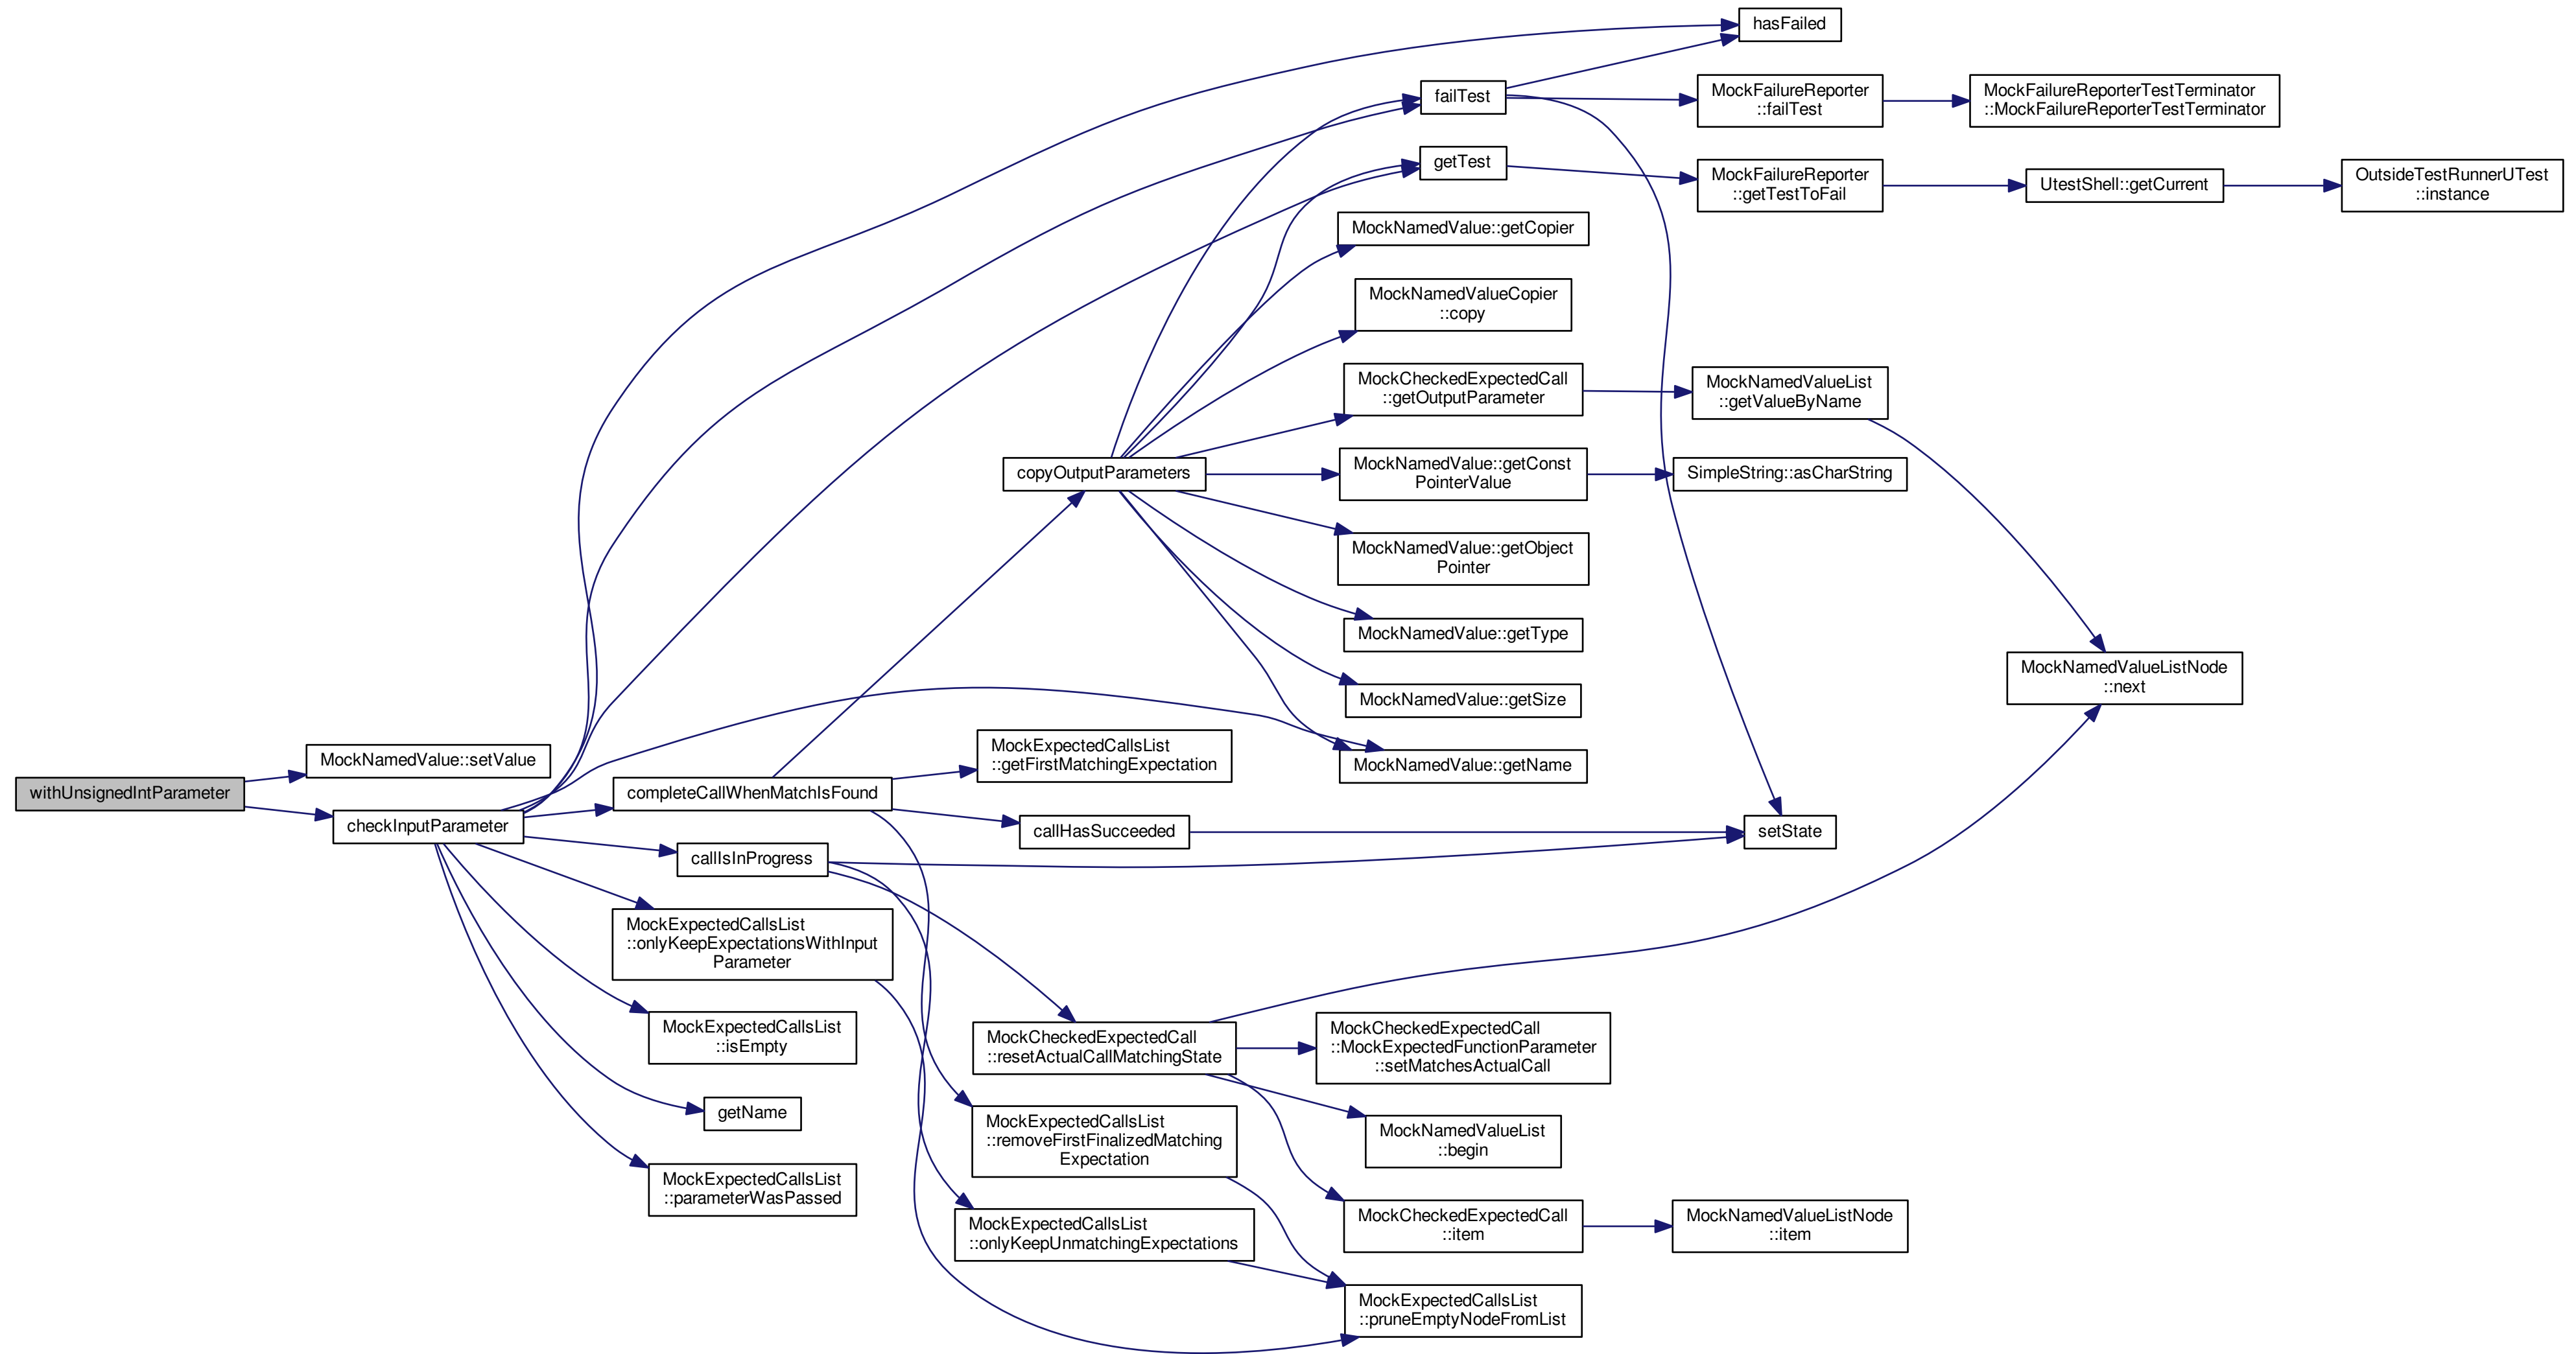 hasFailed
failTest
MockFailureReporter
::failTest
MockFailureReporterTestTerminator
::MockFailureReporterTestTerminator
getTest
MockFailureReporter
::getTestToFail
UtestShell::getCurrent
OutsideTestRunnerUTest
::instance
MockNamedValue::getCopier
MockNamedValueCopier
::copy
MockCheckedExpectedCall
::getOutputParameter
MockNamedValueList
::getValueByName
copyOutputParameters
MockNamedValue::getConst
PointerValue
SimpleString::asCharString
MockNamedValue::getObject
Pointer
MockNamedValue::getType
MockNamedValueListNode
::next
MockNamedValue::getSize
MockNamedValue::getName
MockNamedValue::setValue
withUnsignedIntParameter
checkInputParameter
completeCallWhenMatchIsFound
MockExpectedCallsList
::getFirstMatchingExpectation
callHasSucceeded
setState
callIsInProgress
MockExpectedCallsList
::onlyKeepExpectationsWithInput
Parameter
MockExpectedCallsList
::isEmpty
getName
MockExpectedCallsList
::parameterWasPassed
MockCheckedExpectedCall
::resetActualCallMatchingState
MockCheckedExpectedCall
::MockExpectedFunctionParameter
::setMatchesActualCall
MockNamedValueList
::begin
MockExpectedCallsList
::removeFirstFinalizedMatching
Expectation
MockCheckedExpectedCall
::item
MockNamedValueListNode
::item
MockExpectedCallsList
::onlyKeepUnmatchingExpectations
MockExpectedCallsList
::pruneEmptyNodeFromList